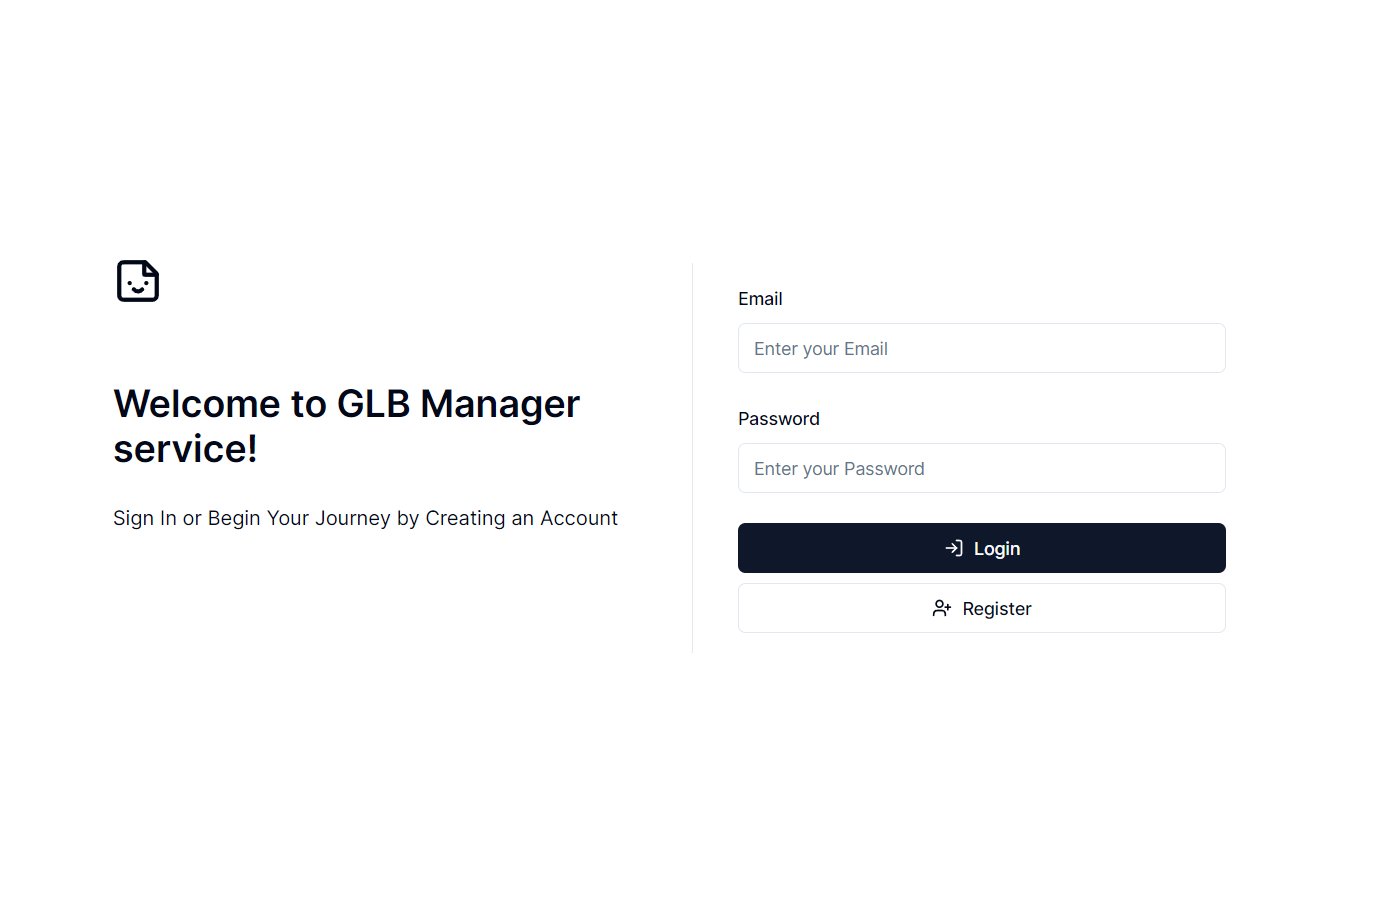 Welcome to GLB Manager
service!
Sign In or Begin Your Journey by Creating an Account
Email
Enter your Email
Password
Enter your Password
Login
Register